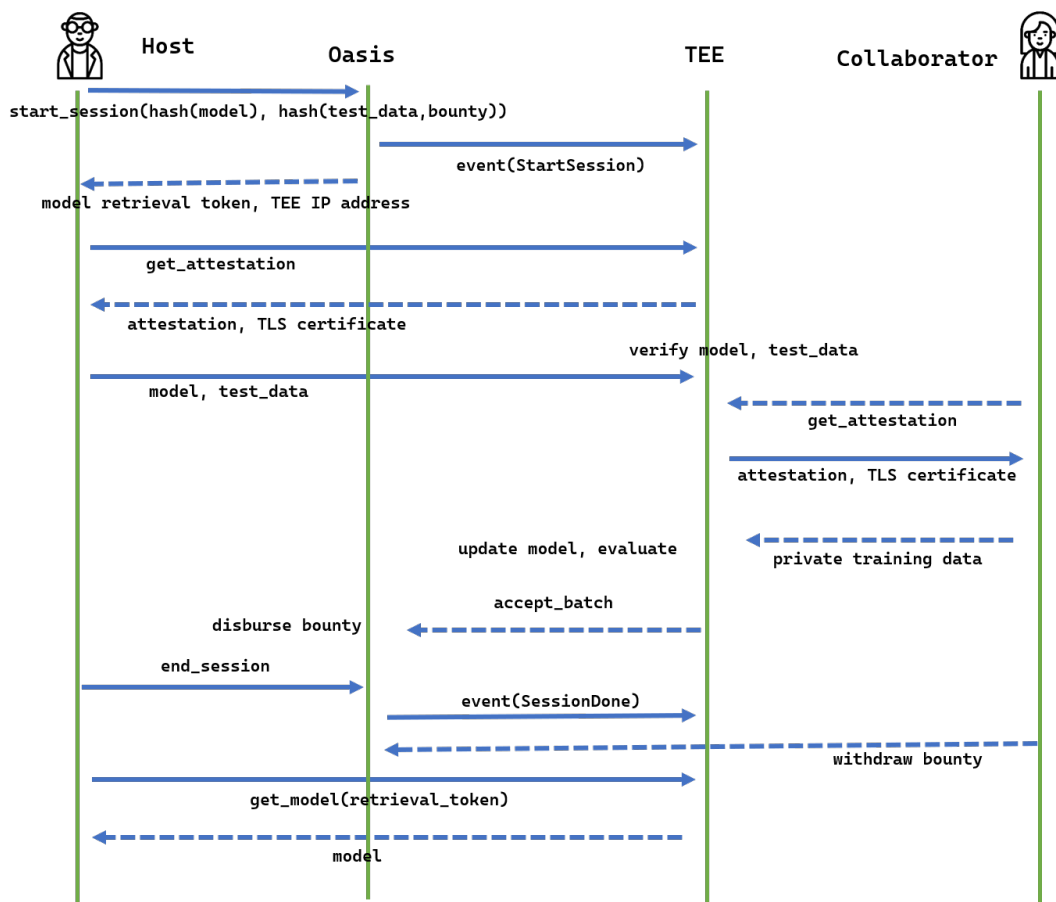 Host
Oasis
TEE
Collaborator
start_session(hash(model), hash(test_data,bounty))
event(StartSession)
model retrieval token, TEE IP address
get_attestation
attestation, TLS certificate
verify model, test_data
model, test_data
get_attestation
attestation, TLS certificate
update model, evaluate
private training data
accept_batch
disburse bounty
end_session
event(SessionDone)
withdraw bounty
get_model(retrieval_token)
model